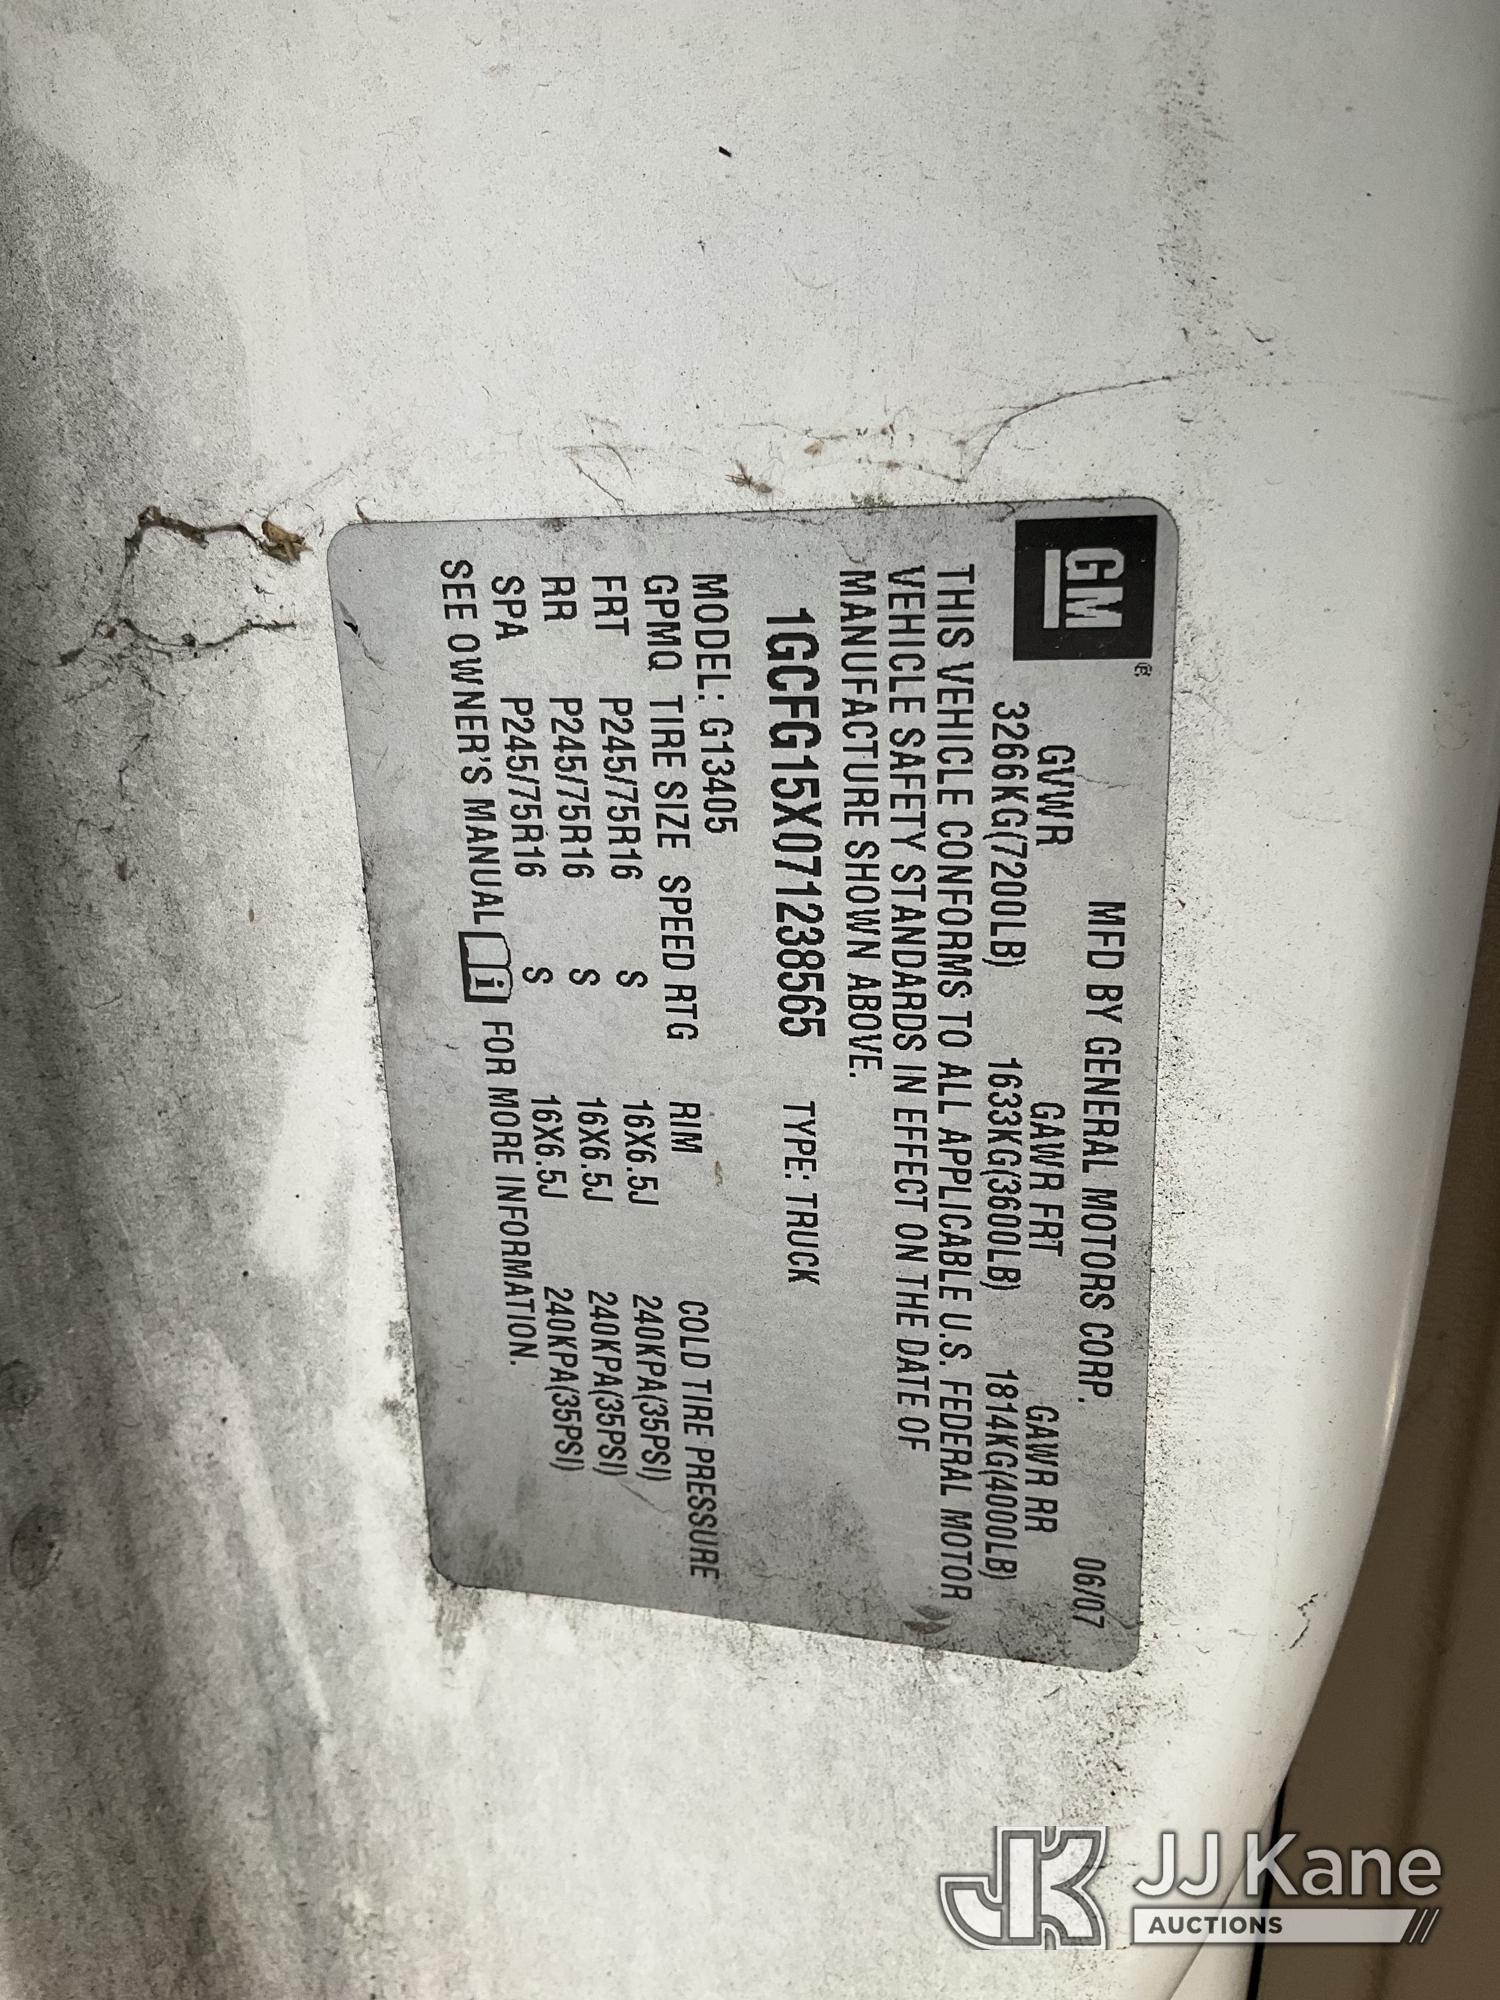 GM®
MFD BY GENERAL MOTORS CORP. 06/07
GVWR GAWR FRT GAWR RR
3266KG(7200LB) 1633KG(3600LB) 1814KG(4000LB)
THIS VEHICLE CONFORMS TO ALL APPLICABLE U.S. FEDERAL MOTOR
VEHICLE SAFETY STANDARDS IN EFFECT ON THE DATE OF
MANUFACTURE SHOWN ABOVE.
1GCFG15X071238565 TYPE: TRUCK
MODEL: G13405
GPMQ TIRE SIZE SPEED RTG RIM COLD TIRE PRESSURE
FRT P245/75R16 S 16X6.5J 240KPA(35PSI)
RR P245/75R16 S 16X6.5J 240KPA(35PSI)
SPA P245/75R16 S 16X6.5J 240KPA(35PSI)
SEE OWNER'S MANUAL i FOR MORE INFORMATION.
JK JJ Kane
AUCTIONS